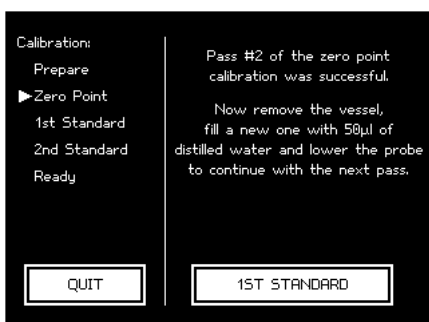 Calibration:
Prepare
▶Zero Point
1st Standard
2nd Standard
Ready
Pass #2 of the zero point
calibration was successful.
Now remove the vessel,
fill a new one with 50µl of
distilled water and lower the probe
to continue with the next pass.
QUIT
1ST STANDARD